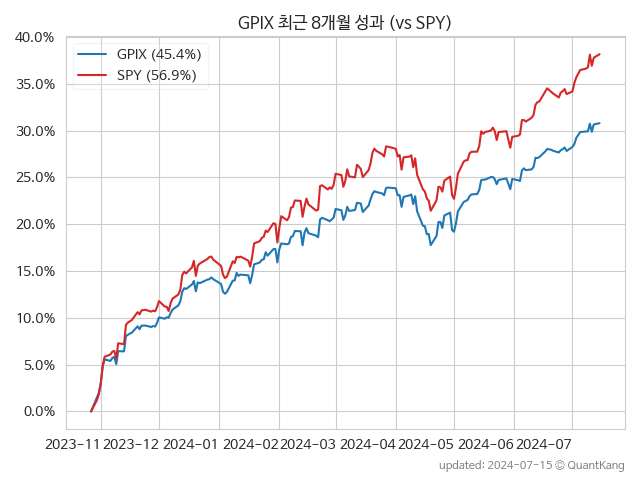 GPIX 최근 8개월 성과 (vs SPY)
40.0%
35.0%
30.0%
25.0%
20.0%
15.0%
10.0%
5.0%
0.0%
GPIX (45.4%)
SPY (56.9%)
2023-11 2023-12 2024-01 2024-02 2024-03 2024-04 2024-05 2024-06 2024-07
updated: 2024-07-15 © QuantKang